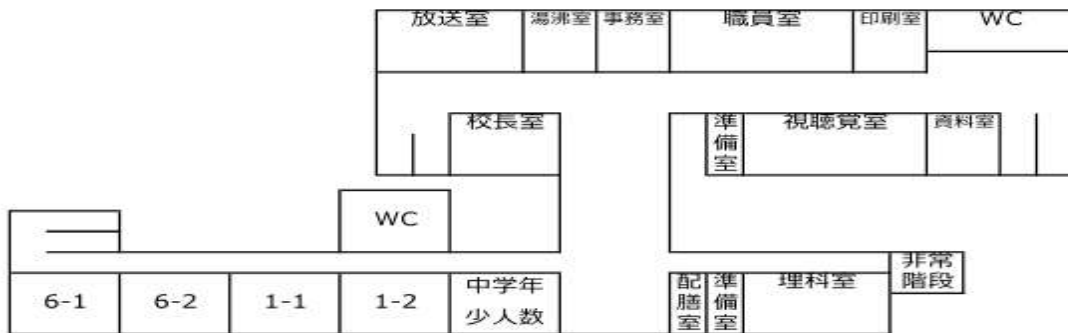 放送室 湯沸室 事務室 職員室 印刷室 WC
校長室 準備室 視聴覚室 資料室
WC
非常階段
6-1 6-2 1-1 1-2 中学年少人数 配膳室 準備室 理科室